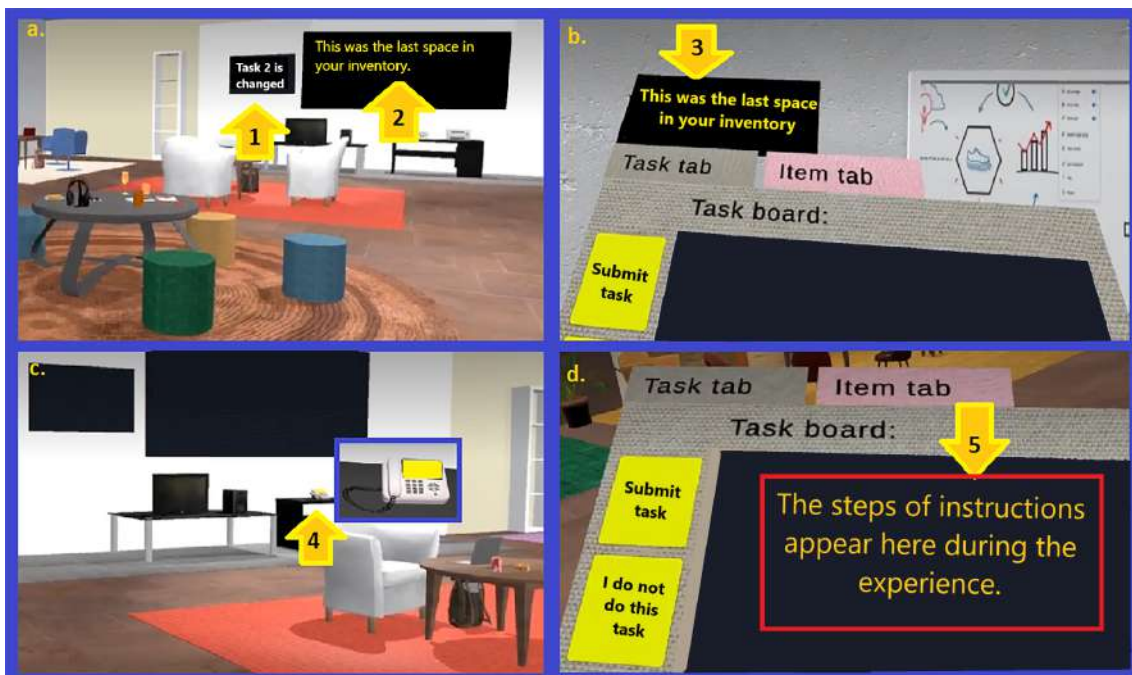 a.
Task 2 is
changed
This was the last space in
your inventory.
1
2
b.
3
This was the last space
in your inventory
Task tab
Item tab
Task board:
Submit
task
c.
4
d.
Task tab
Item tab
Task board:
5
Submit
task
I do not
do this
task
The steps of instructions
appear here during the
experience.